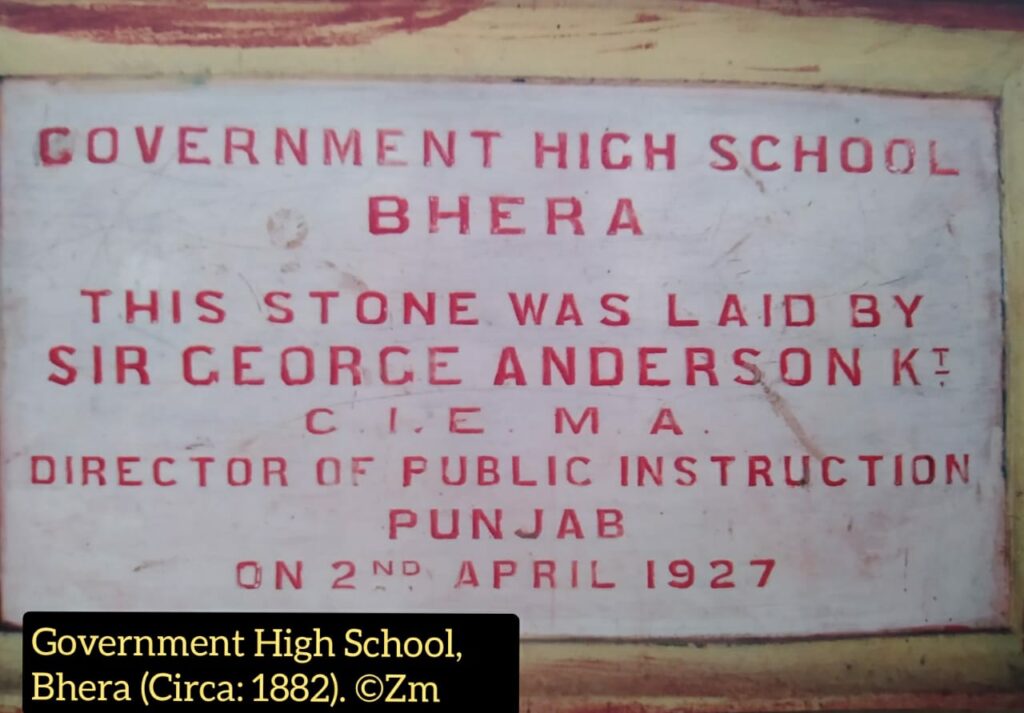 GOVERNMENT HIGH SCHOOL
BHERA
THIS STONE WAS LAID BY
SIR GEORGE ANDERSON KT.
C.I.E. M.A.
DIRECTOR OF PUBLIC INSTRUCTION
PUNJAB
ON 2ND APRIL 1927
Government High School,
Bhera (Circa: 1882). ©Zm